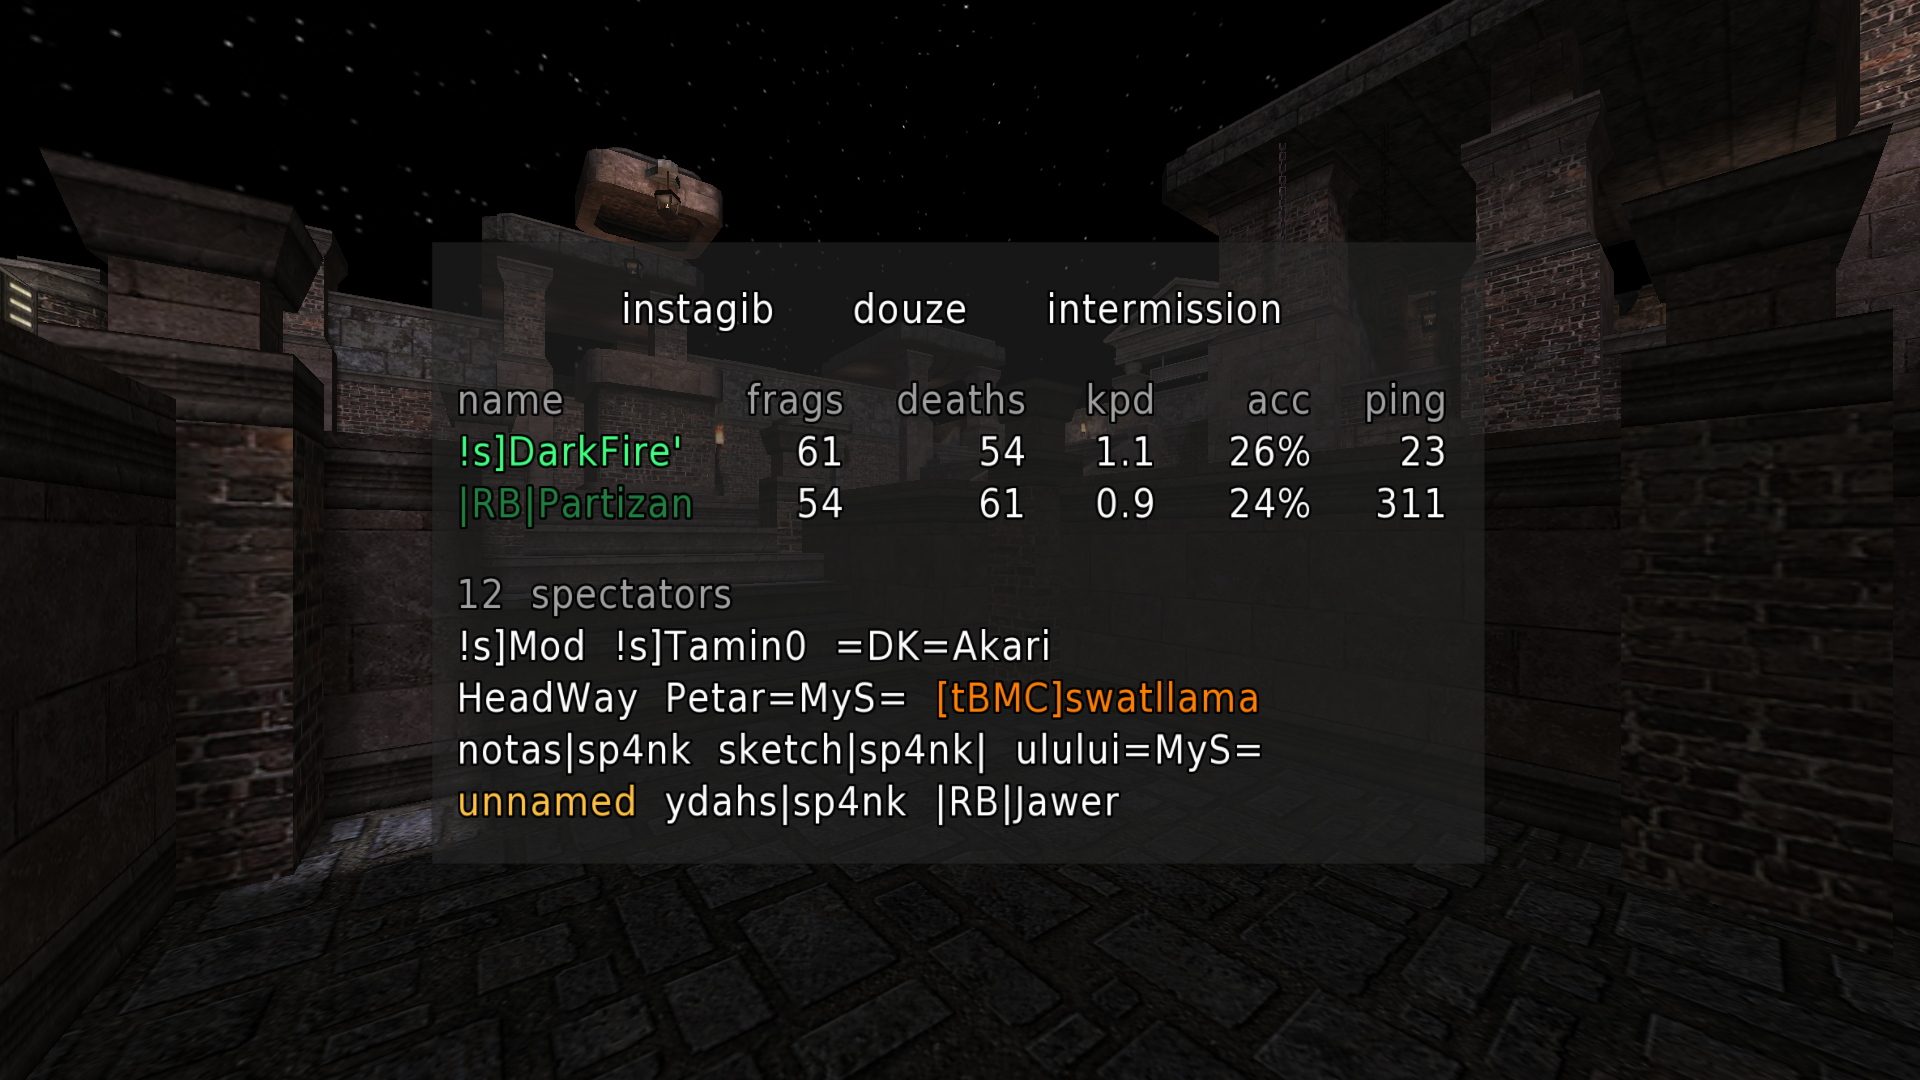 instagib douze intermission
name frags deaths kpd acc ping
!s]DarkFire' 61 54 1.1 26% 23
|RB|Partizan 54 61 0.9 24% 311
12 spectators
!s]Mod !s]Tamin0 =DK=Akari
HeadWay Petar=MyS= [tBMC]swatllama
notas|sp4nk sketch|sp4nk| ulului=MyS=
unnamed ydahs|sp4nk |RB|Jawer